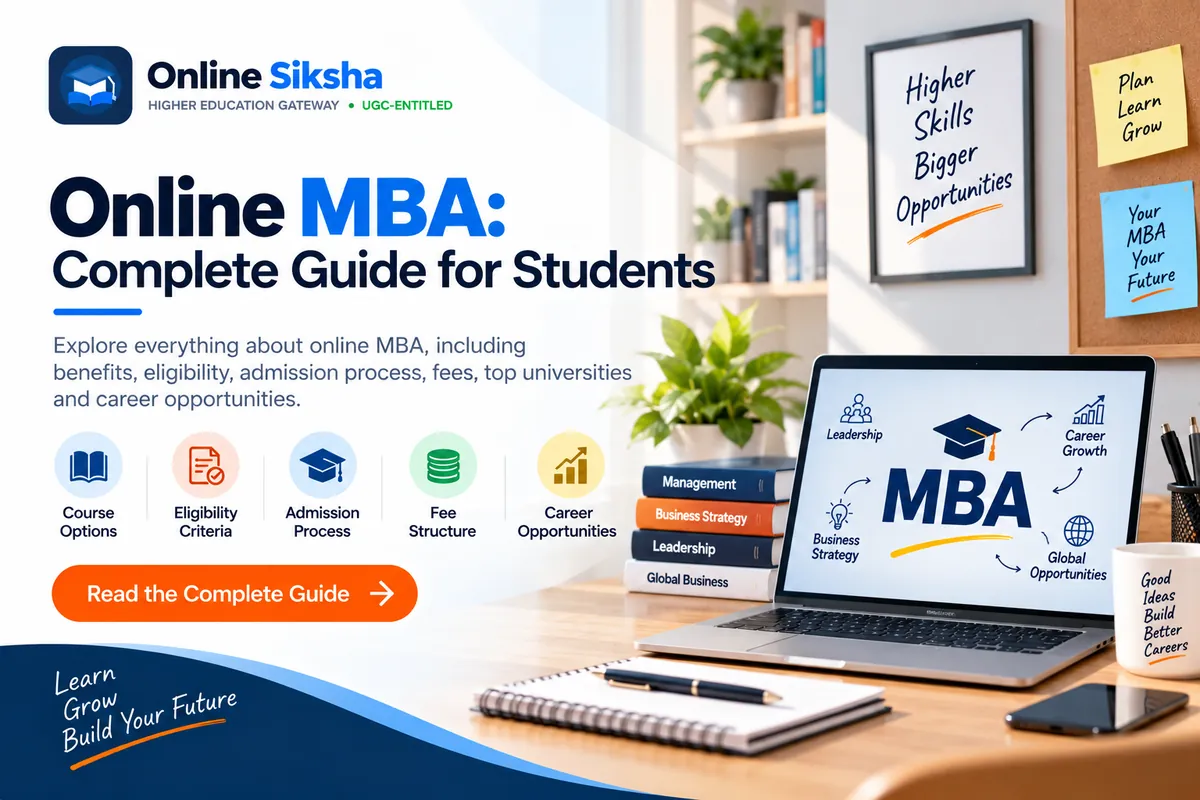 Online Siksha
HIGHER EDUCATION GATEWAY • UGC-ENTITLED
Online MBA:
Complete Guide for Students
Explore everything about online MBA, including
benefits, eligibility, admission process, fees, top universities
and career opportunities.
Course
Options
Eligibility
Criteria
Admission
Process
Fee
Structure
Career
Opportunities
Read the Complete Guide
Learn
Grow
Build Your Future
Higher
Skills
Bigger
Opportunities
Plan
Learn
Grow
Your
MBA
Your
Future
Management
Business Strategy
Leadership
Global Business
Leadership
Career
Growth
MBA
Business
Strategy
Global
Opportunities
Good
Ideas
Build
Better
Careers